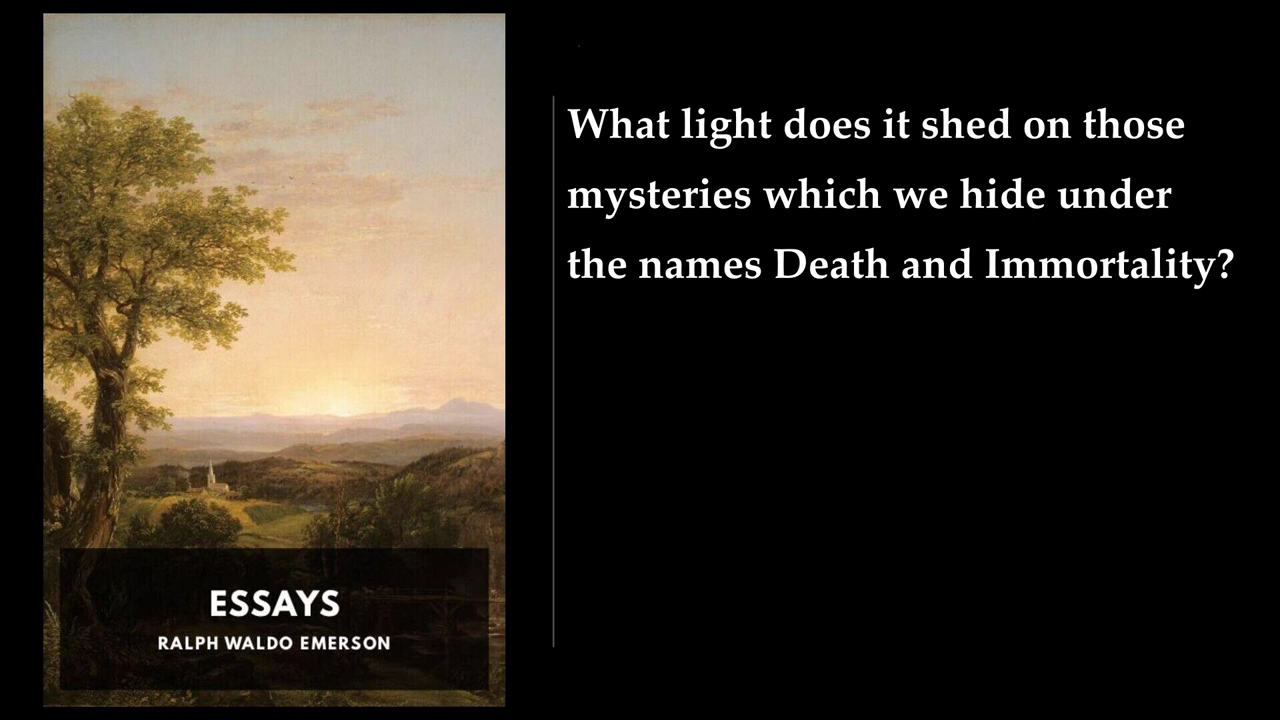 What light does it shed on those
mysteries which we hide under
the names Death and Immortality?
ESSAYS
RALPH WALDO EMERSON